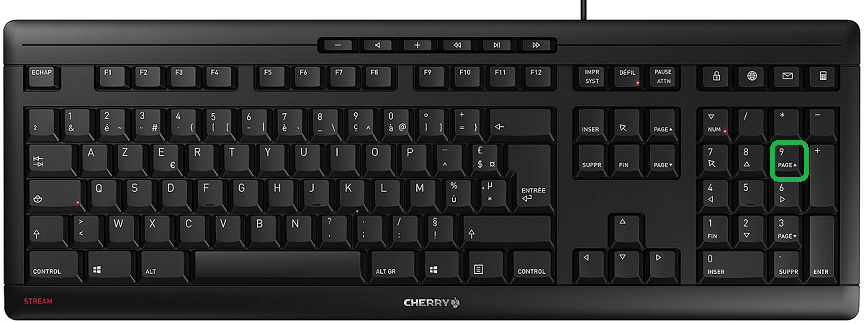 − +
ECHAP F1 F2 F3 F4 F5 F6 F7 F8 F9 F10 F11 F12 IMPR SYST DÉFIL PAUSE ATTN
² 1 & 2 é ~ 3 " # 4 ' { 5 ( [ 6 - | 7 è ` 8 _ \ 9 ç ^ 0 à @ ° ) ] + = } INSER PAGE▲ NUM / * −
A Z E € R T Y U I O P ¨ ^ £ $ ¤ SUPPR FIN PAGE▼ 7 8 9 PAGE▲ +
Q S D F G H J K L M % ù µ * ENTRÉE 4 5 6
> < W X C V B N ? , . ; / : § ! 1 FIN 2 3 PAGE▼
CONTROL ALT ALT GR CONTROL 0 INSER . SUPPR ENTR
STREAM CHERRY